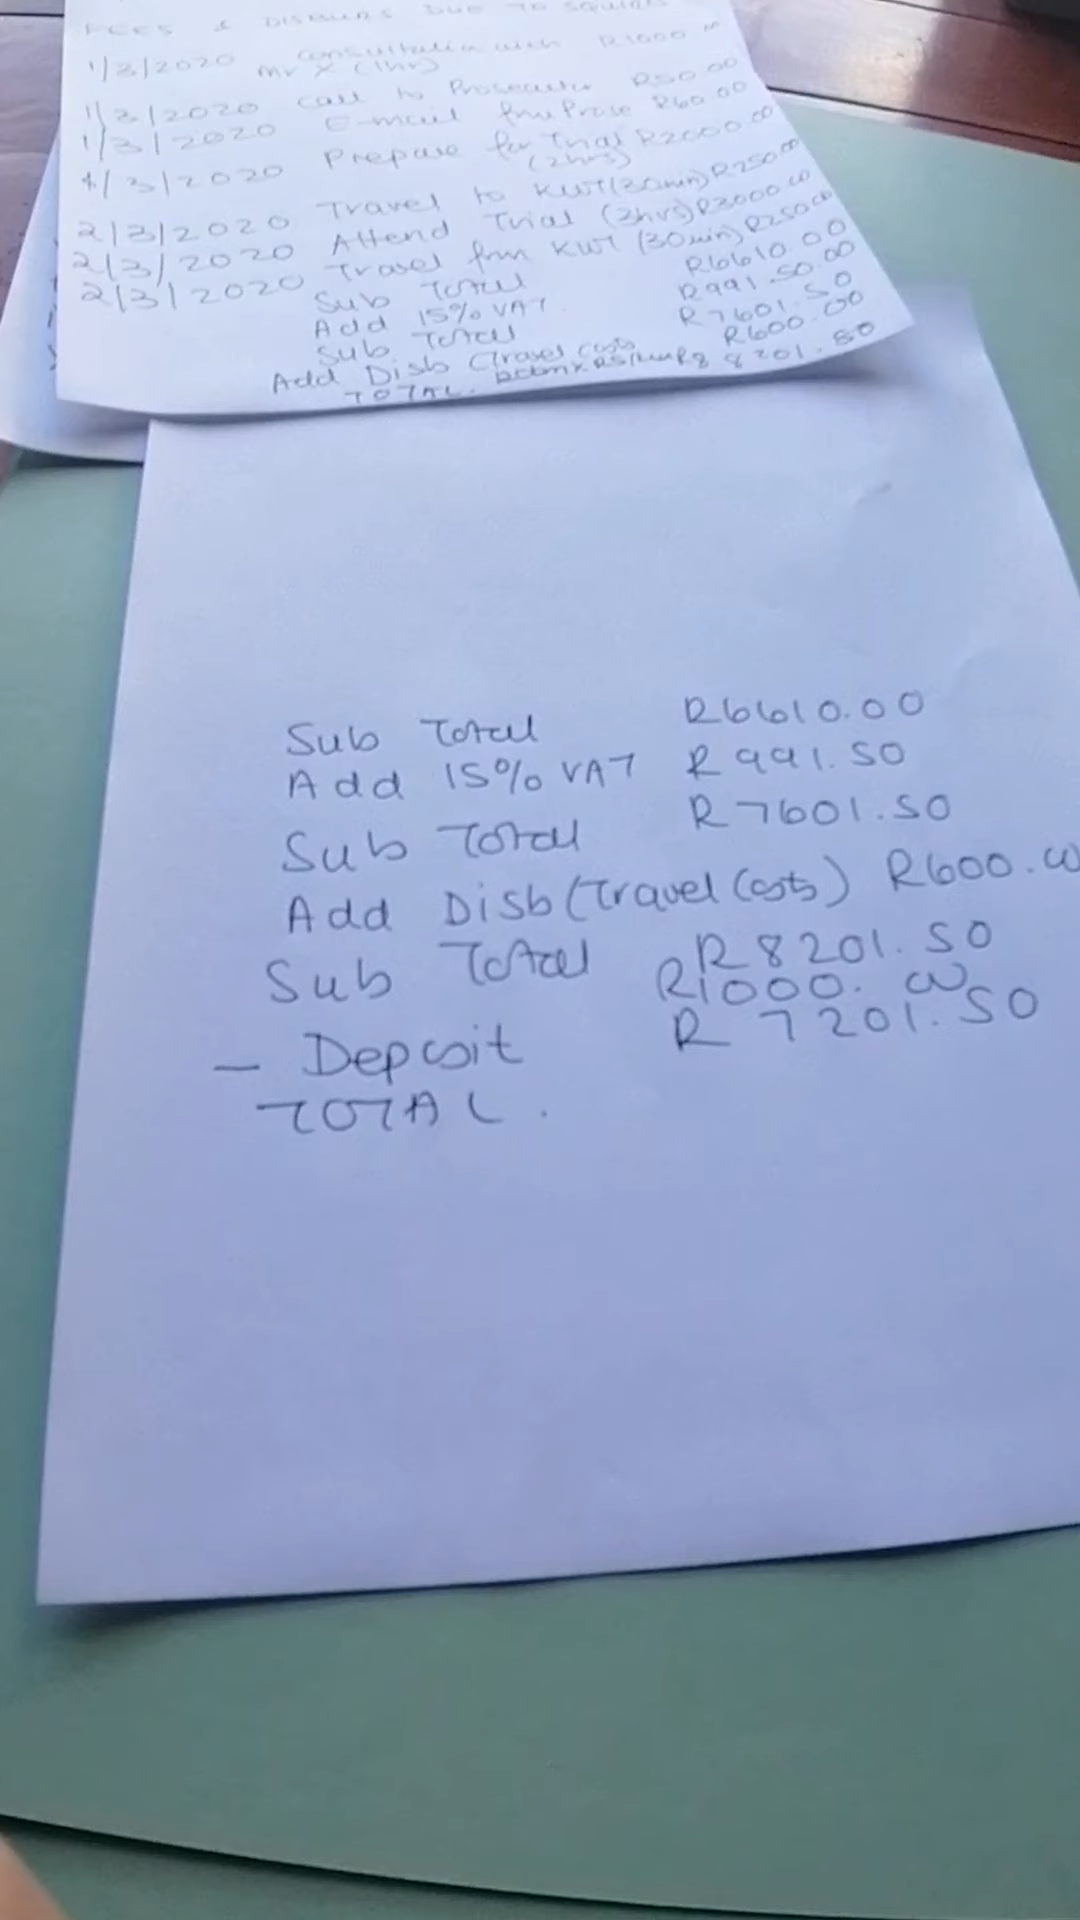 FEES & DISBURS DUE TO SQUIRES
1/3/2020 Consultation with R1000.00
Mr X (1hr)
1/3/2020 Call to Prosecutor R50.00
1/3/2020 E-mail from Prose R60.00
1/3/2020 Prepare for Trial R2000.00
(2hrs)
2/3/2020 Travel to KWT (30min) R250.00
2/3/2020 Attend Trial (3hrs) R3000.00
2/3/2020 Travel from KWT (30min) R250.00
Sub Total R6610.00
Add 15% VAT R991.50.00
Sub Total R7601.50
Add Disb (Travel Costs R600.00
TOTAL R8201.50
Sub Total R6610.00
Add 15% VAT R991.50
Sub Total R7601.50
Add Disb (Travel Costs) R600.00
Sub Total R8201.50
- Deposit R1000.00
TOTAL. R7201.50